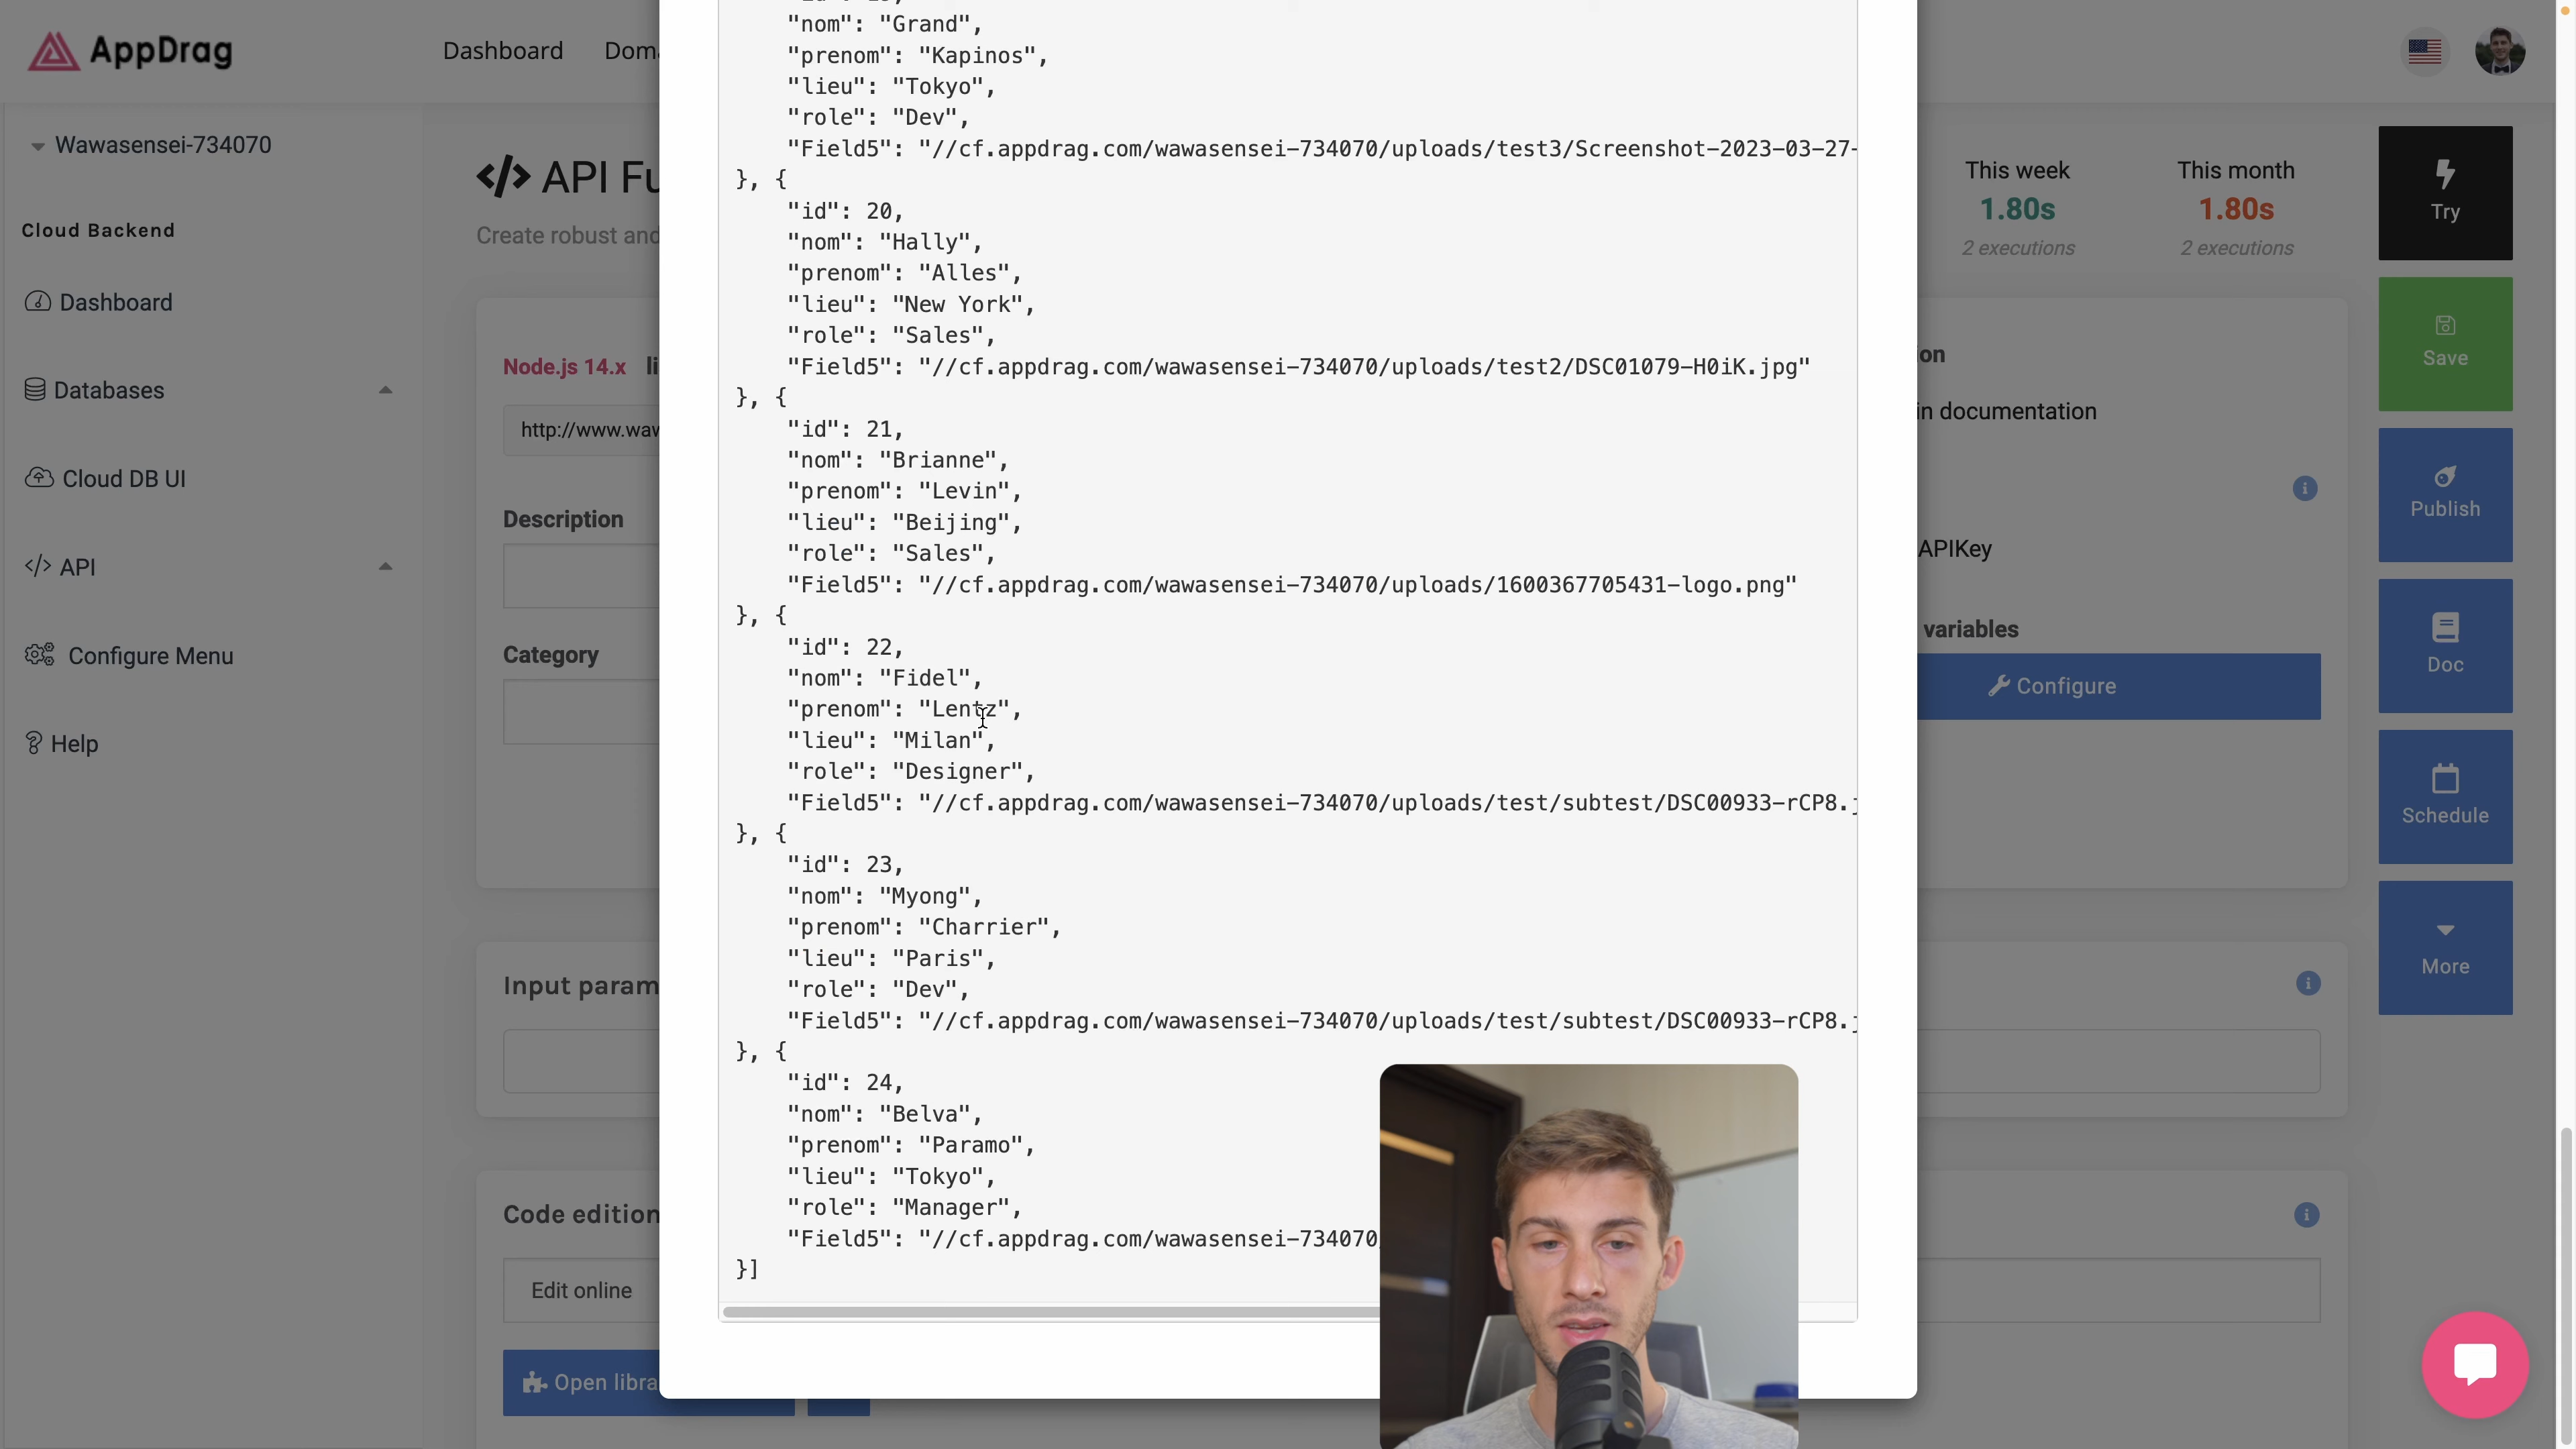 AppDrag
Dashboard
Wawasensei-734070
Cloud Backend
Dashboard
Databases
Cloud DB UI
</> API
Configure Menu
Help
</> API
Create robust and
Node.js 14.x
http://www.
Description
Category
Input
Code edition
Edit online
Open
"nom": "Grand",
"prenom": "Kapinos",
"lieu": "Tokyo",
"role": "Dev",
"Field5": "//cf.appdrag.com/wawasensei-734070/uploads/test3/Screenshot-2023-03-27-
}, {
"id": 20,
"nom": "Hally",
"prenom": "Alles",
"lieu": "New York",
"role": "Sales",
"Field5": "//cf.appdrag.com/wawasensei-734070/uploads/test2/DSC01079-H0iK.jpg"
}, {
"id": 21,
"nom": "Brianne",
"prenom": "Levin",
"lieu": "Beijing",
"role": "Sales",
"Field5": "//cf.appdrag.com/wawasensei-734070/uploads/1600367705431-logo.png"
}, {
"id": 22,
"nom": "Fidel",
"prenom": "Lentz",
"lieu": "Milan",
"role": "Designer",
"Field5": "//cf.appdrag.com/wawasensei-734070/uploads/test/subtest/DSC00933-rCP8.j
}, {
"id": 23,
"nom": "Myong",
"prenom": "Charrier",
"lieu": "Paris",
"role": "Dev",
"Field5": "//cf.appdrag.com/wawasensei-734070/uploads/test/subtest/DSC00933-rCP8.j
}, {
"id": 24,
"nom": "Belva",
"prenom": "Paramo",
"lieu": "Tokyo",
"role": "Manager",
"Field5": "//cf.appdrag.com/wawasensei-734070
}]
This week
1.80s
2 executions
This month
1.80s
2 executions
in documentation
APIKey
variables
Configure
Try
Save
Publish
Doc
Schedule
More